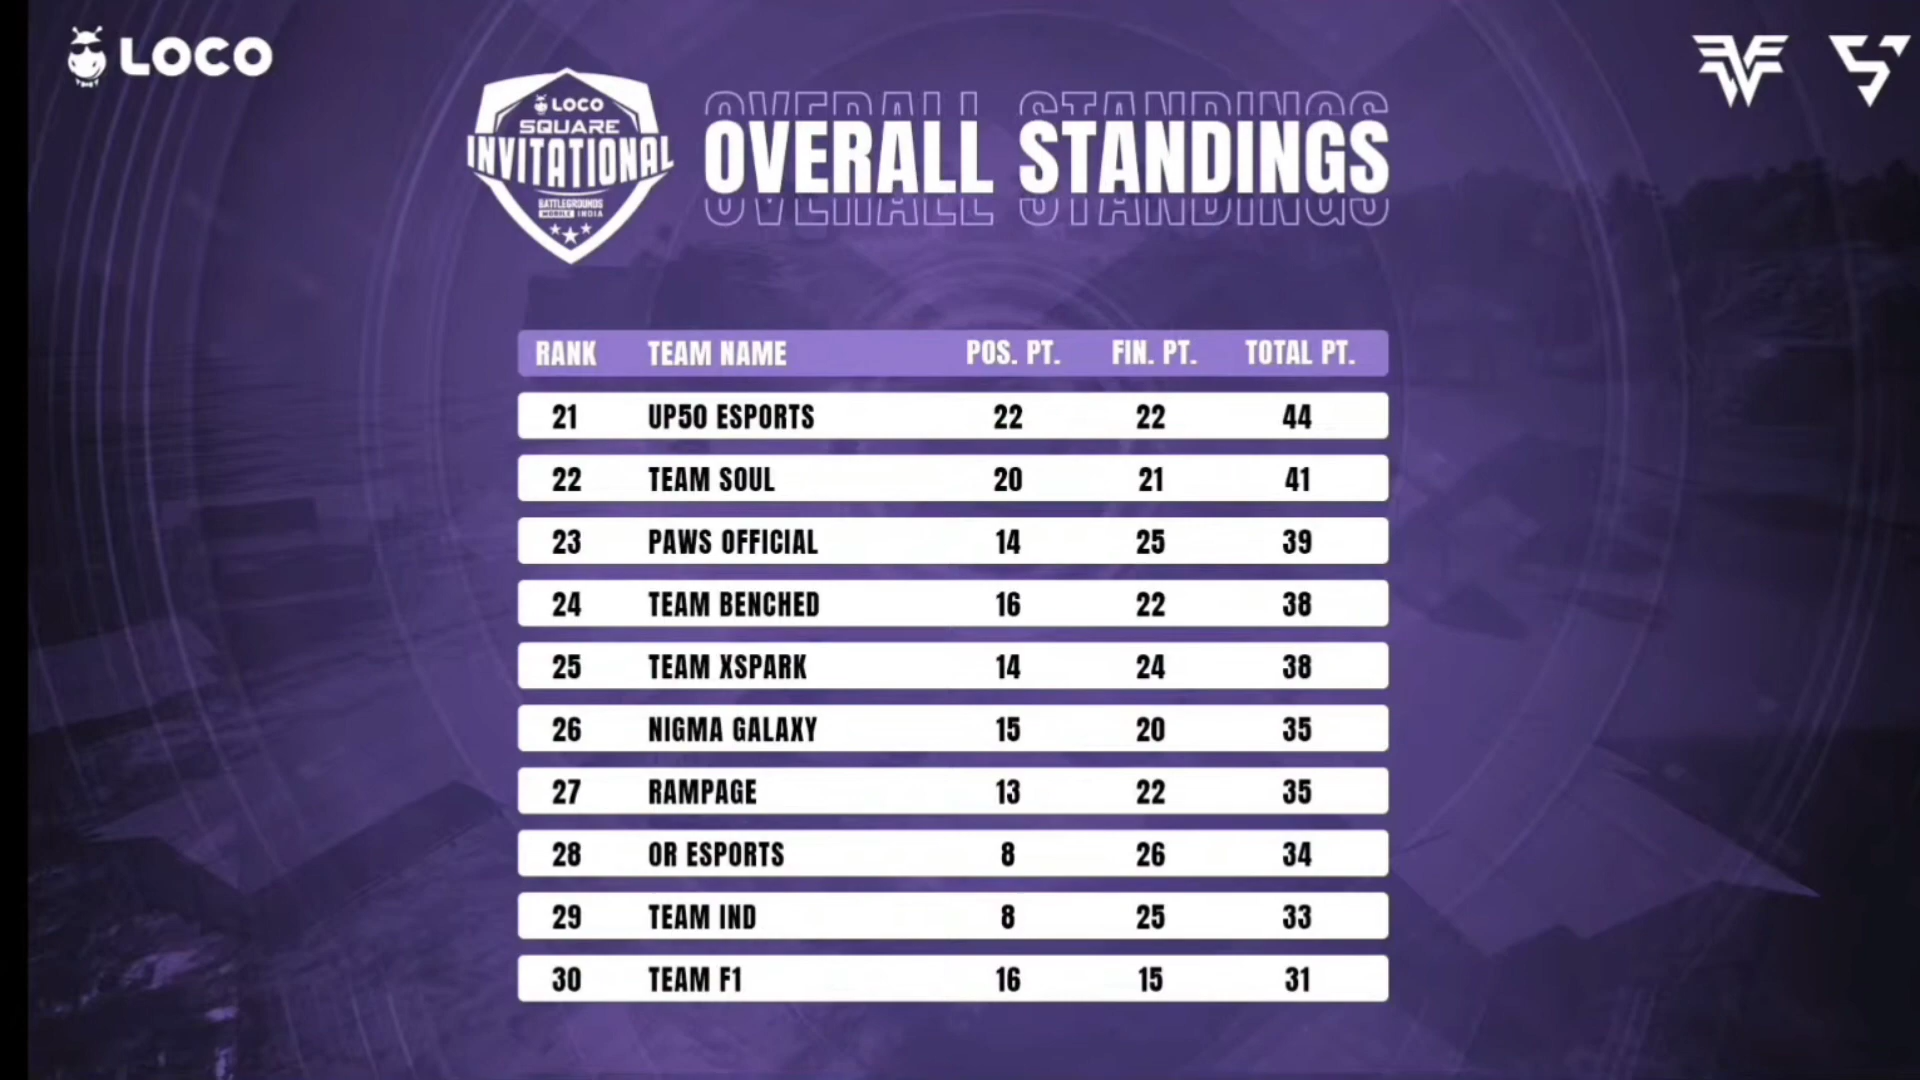 LOCO
LOCO
SQUARE
INVITATIONAL
BATTLEGROUNDS
MOBILE INDIA
OVERALL STANDINGS
RANK TEAM NAME POS. PT. FIN. PT. TOTAL PT.
21 UP50 ESPORTS 22 22 44
22 TEAM SOUL 20 21 41
23 PAWS OFFICIAL 14 25 39
24 TEAM BENCHED 16 22 38
25 TEAM XSPARK 14 24 38
26 NIGMA GALAXY 15 20 35
27 RAMPAGE 13 22 35
28 OR ESPORTS 8 26 34
29 TEAM IND 8 25 33
30 TEAM F1 16 15 31